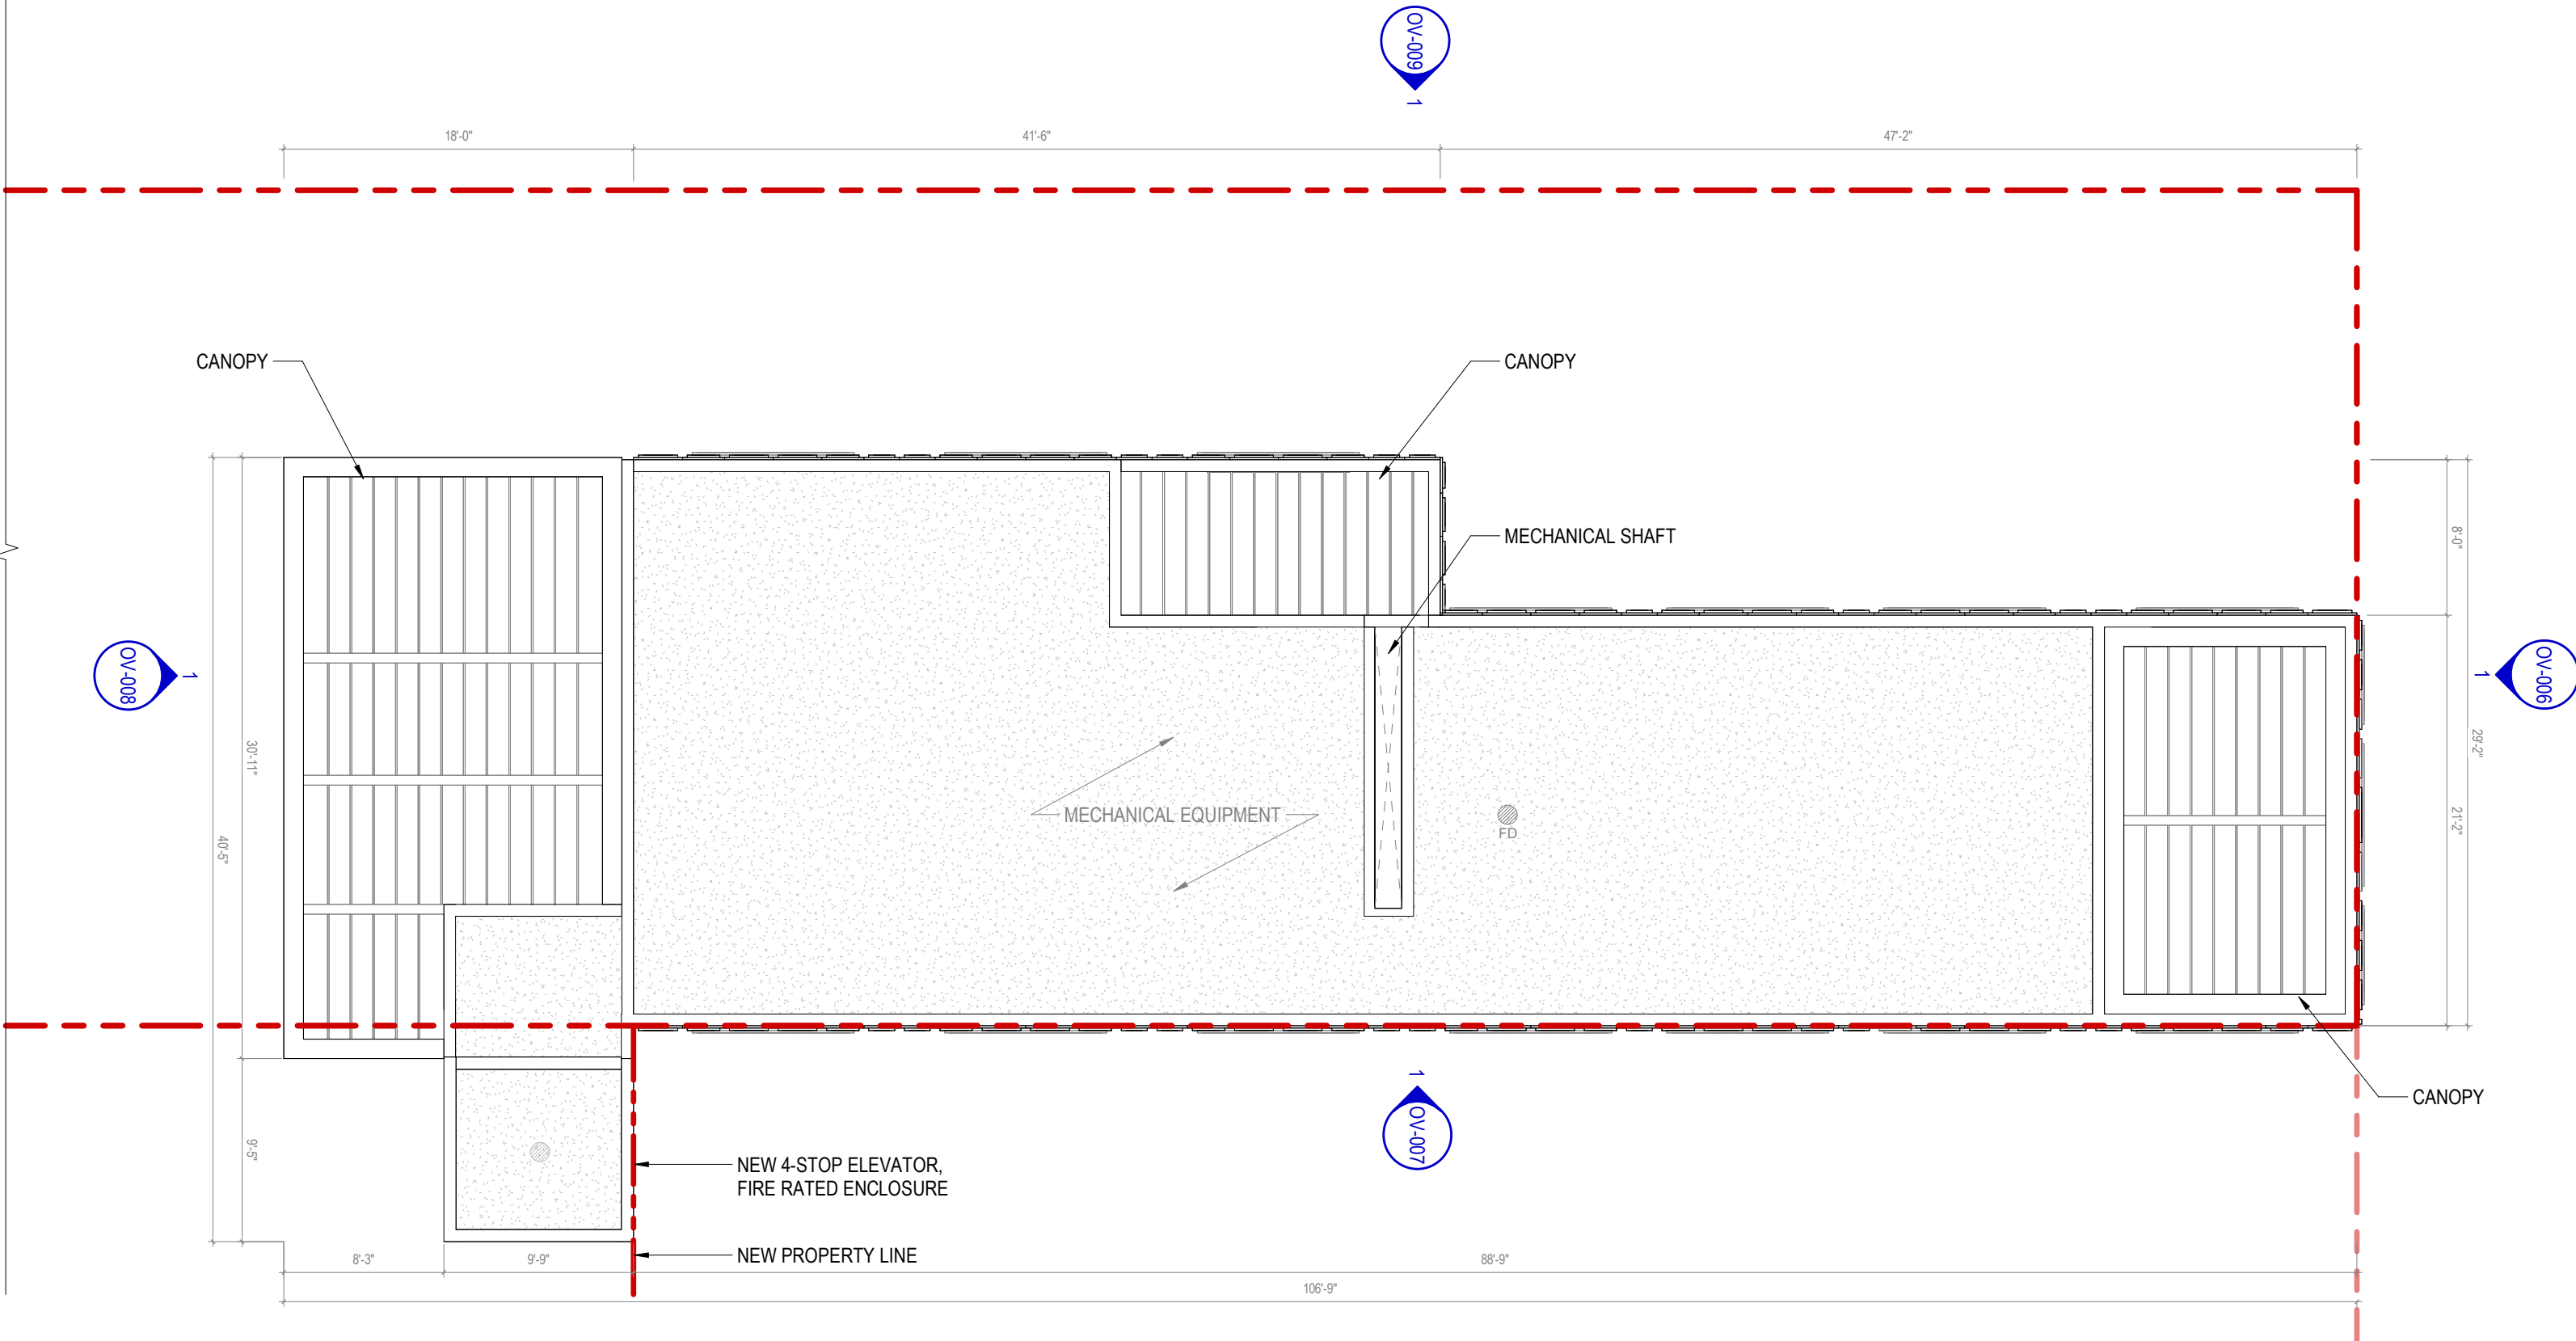 OV-009
1
18'-0"
41'-6"
47'-2"
CANOPY
CANOPY
MECHANICAL SHAFT
8'-0"
OV-008
1
1
OV-006
30'-11"
29'-2"
MECHANICAL EQUIPMENT
FD
40'-5"
21'-2"
1
OV-007
CANOPY
9'-5"
NEW 4-STOP ELEVATOR,
FIRE RATED ENCLOSURE
NEW PROPERTY LINE
8'-3"
9'-9"
88'-9"
106'-9"